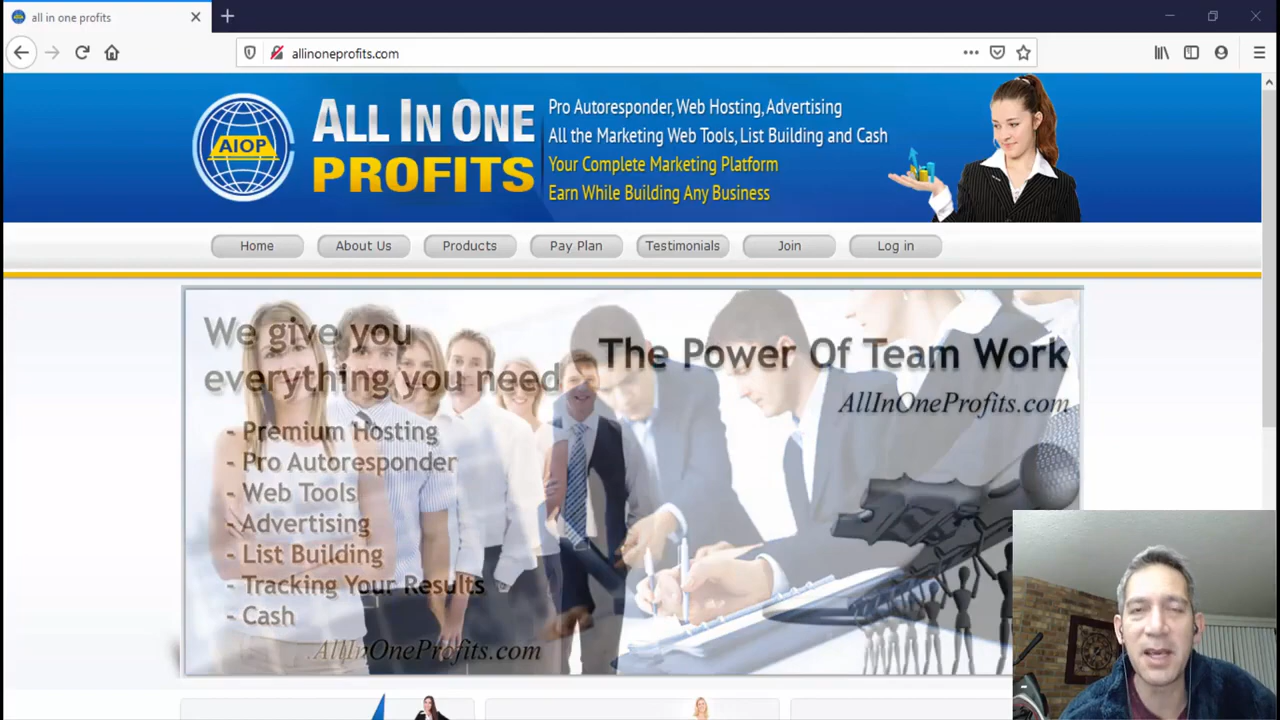 all in one profits
allinoneprofits.com
AIOP
ALL IN ONE
PROFITS
Pro Autoresponder, Web Hosting, Advertising
All the Marketing Web Tools, List Building and Cash
Your Complete Marketing Platform
Earn While Building Any Business
Home
About Us
Products
Pay Plan
Testimonials
Join
Log in
We give you
everything you need
- Premium Hosting
- Pro Autoresponder
- Web Tools
- Advertising
- List Building
- Tracking Your Results
- Cash
AllInOneProfits.com
The Power Of Team Work
AllInOneProfits.com